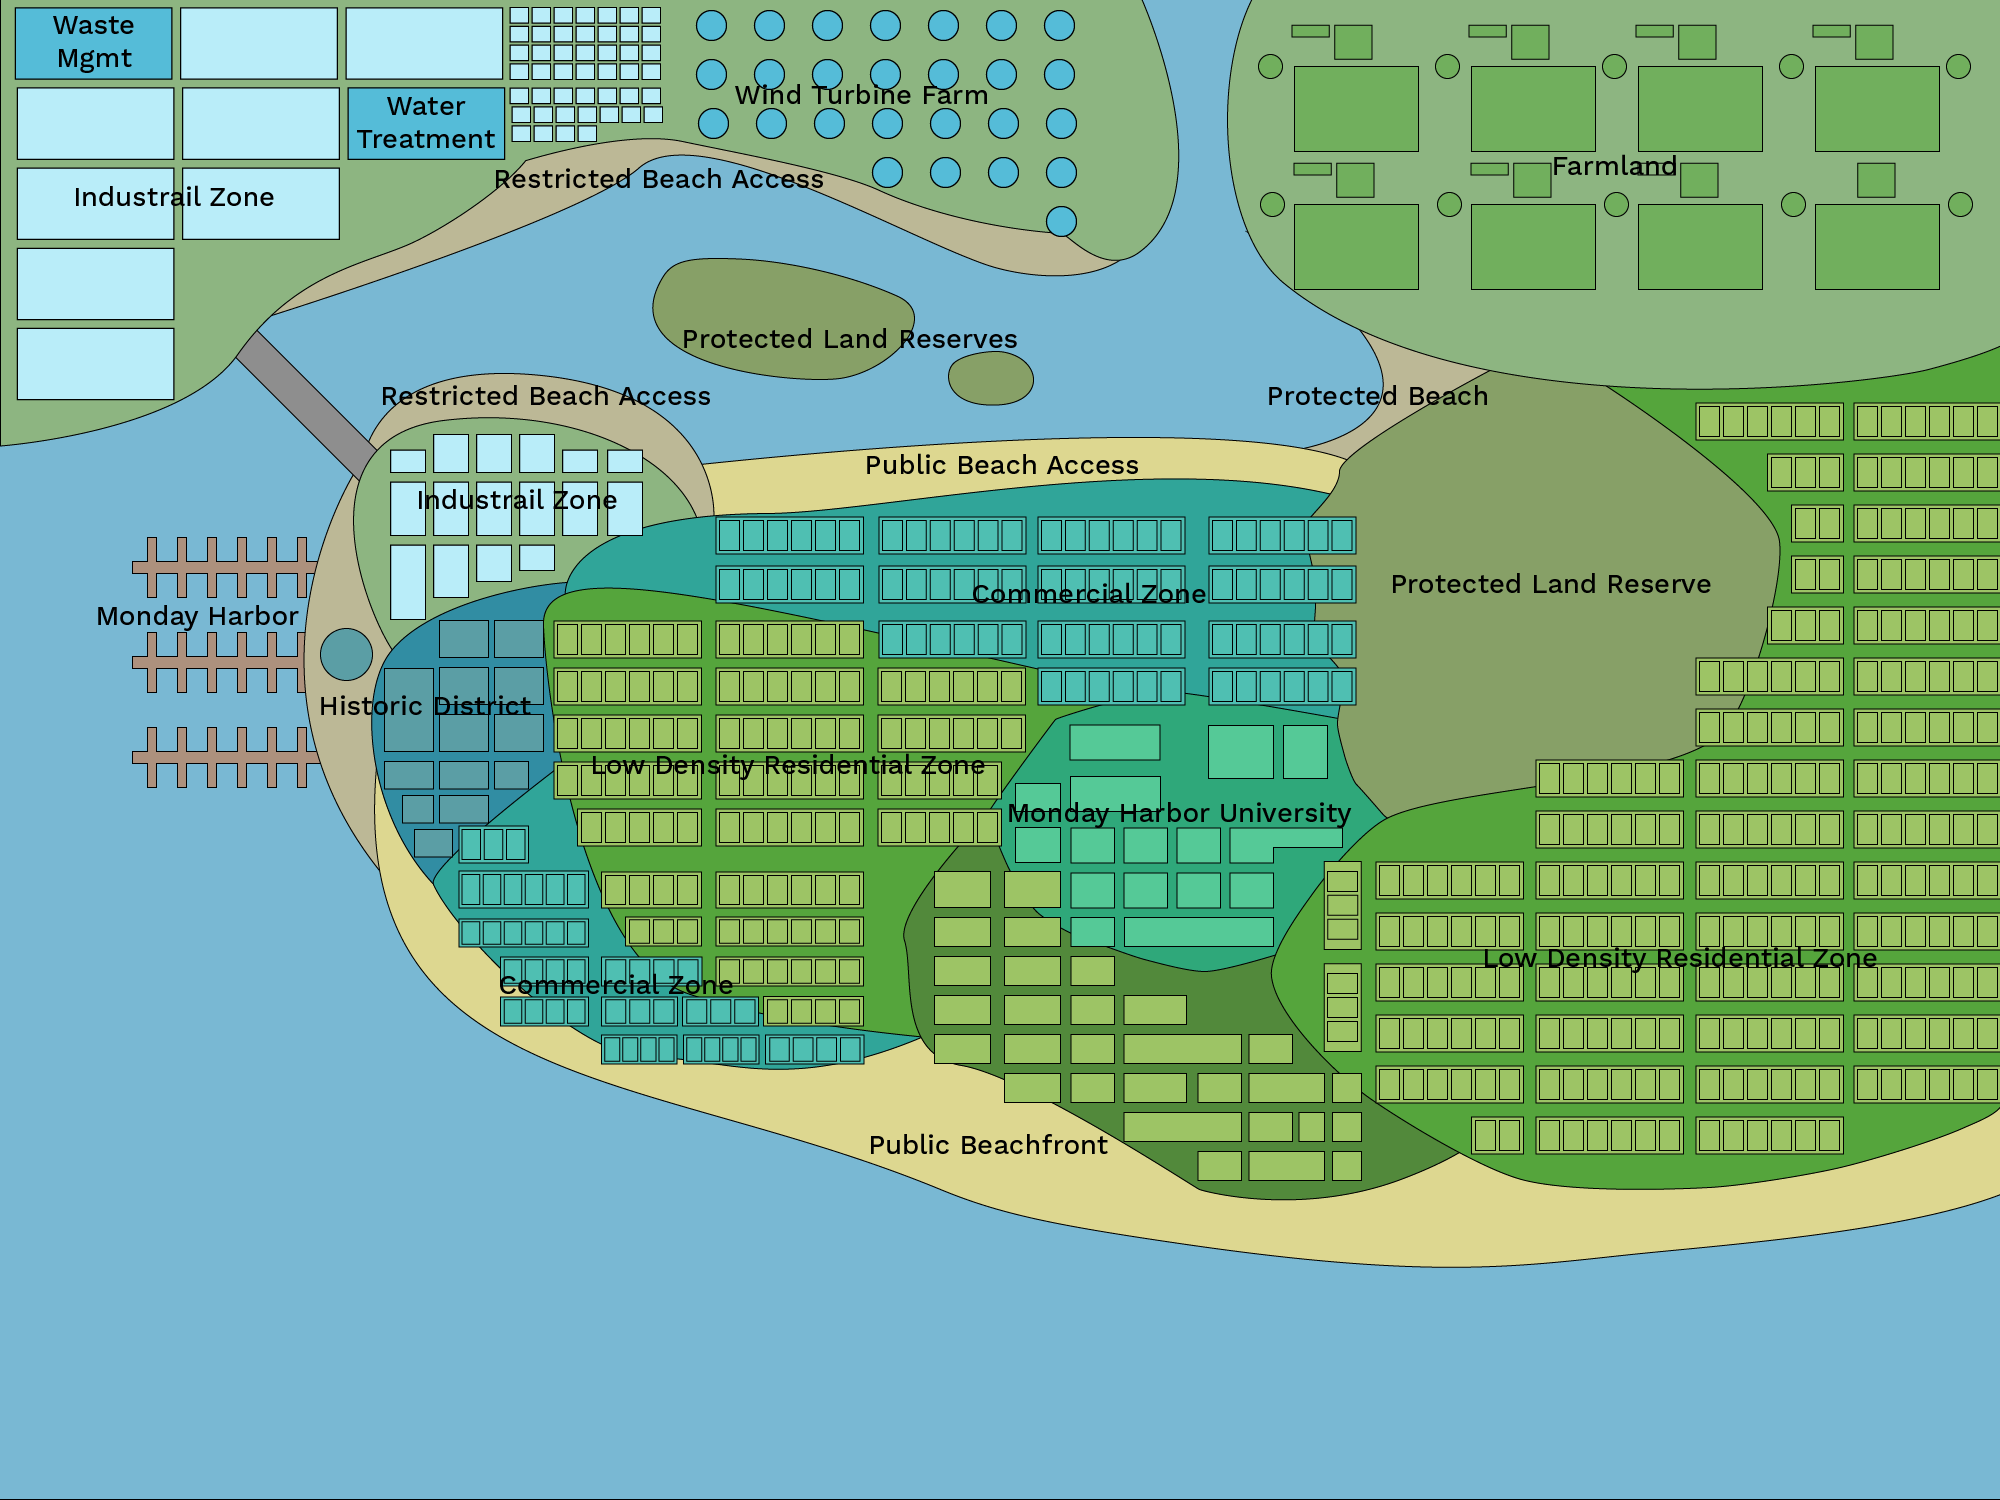 Waste
Mgmt
Wind Turbine Farm
Water
Treatment
Farmland
Restricted Beach Access
Industrail Zone
Protected Land Reserves
Restricted Beach Access
Protected Beach
Public Beach Access
Industrail Zone
Protected Land Reserve
Commercial Zone
Monday Harbor
Historic District
Low Density Residential Zone
Monday Harbor University
Low Density Residential Zone
Commercial Zone
Public Beachfront